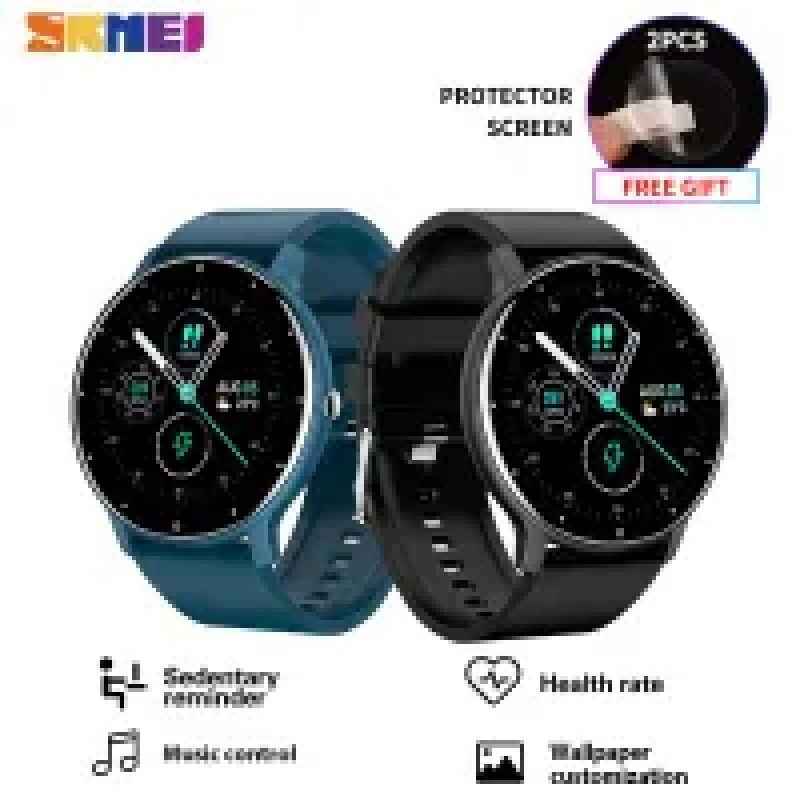 SKMEI
2PCS
PROTECTOR
SCREEN
FREE GIFT
Sedentary
reminder
Health rate
Music control
Wallpaper
customization